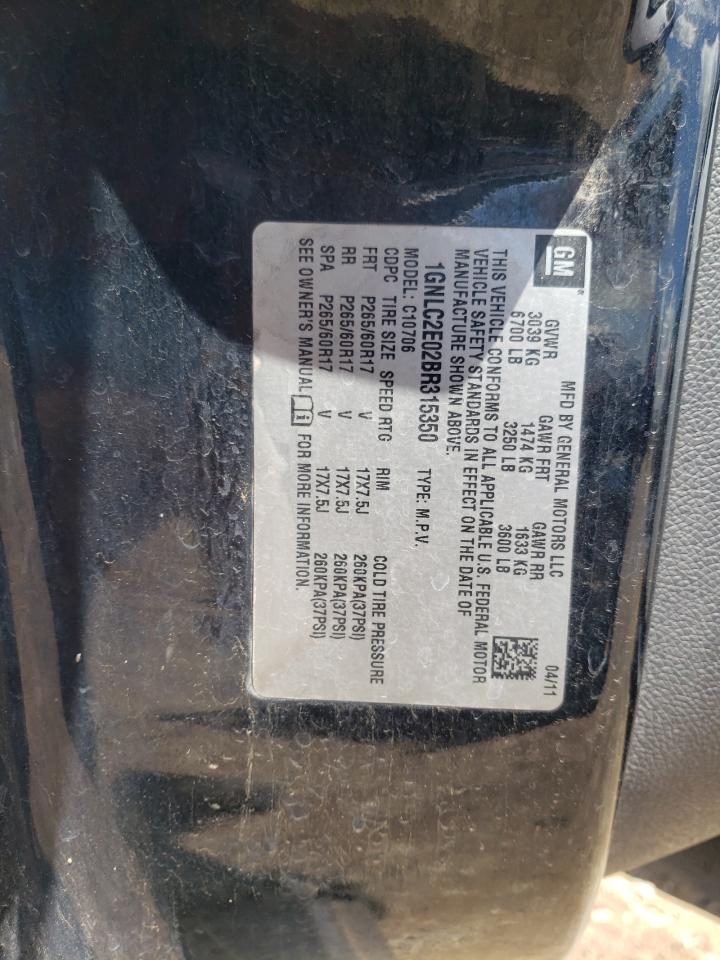 GM
MFD BY GENERAL MOTORS LLC 04/11
GVWR GAWR FRT GAWR RR
3039 KG 1474 KG 1633 KG
6700 LB 3250 LB 3600 LB
THIS VEHICLE CONFORMS TO ALL APPLICABLE U.S. FEDERAL MOTOR
VEHICLE SAFETY STANDARDS IN EFFECT ON THE DATE OF
MANUFACTURE SHOWN ABOVE.
1GNLC2E02BR315350 TYPE: M.P.V.
MODEL: C10706
CDPC TIRE SIZE SPEED RTG RIM COLD TIRE PRESSURE
FRT P265/60R17 V 17X7.5J 260KPA(37PSI)
RR P265/60R17 V 17X7.5J 260KPA(37PSI)
SPA P265/60R17 V 17X7.5J 260KPA(37PSI)
SEE OWNER'S MANUAL i FOR MORE INFORMATION.